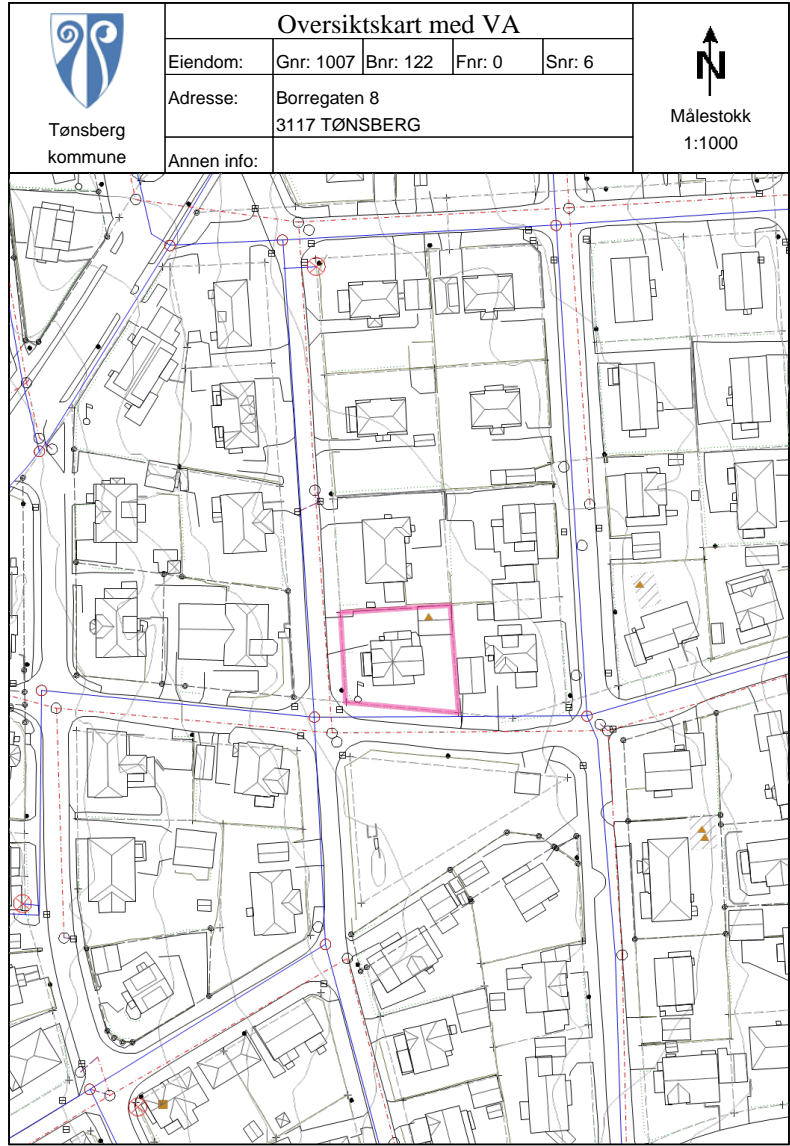 Oversiktskart med VA
Tønsberg
kommune
Eiendom:
Gnr: 1007
Bnr: 122
Fnr: 0
Snr: 6
Adresse:
Borregaten 8
3117 TØNSBERG
Annen info:
N
Målestokk
1:1000